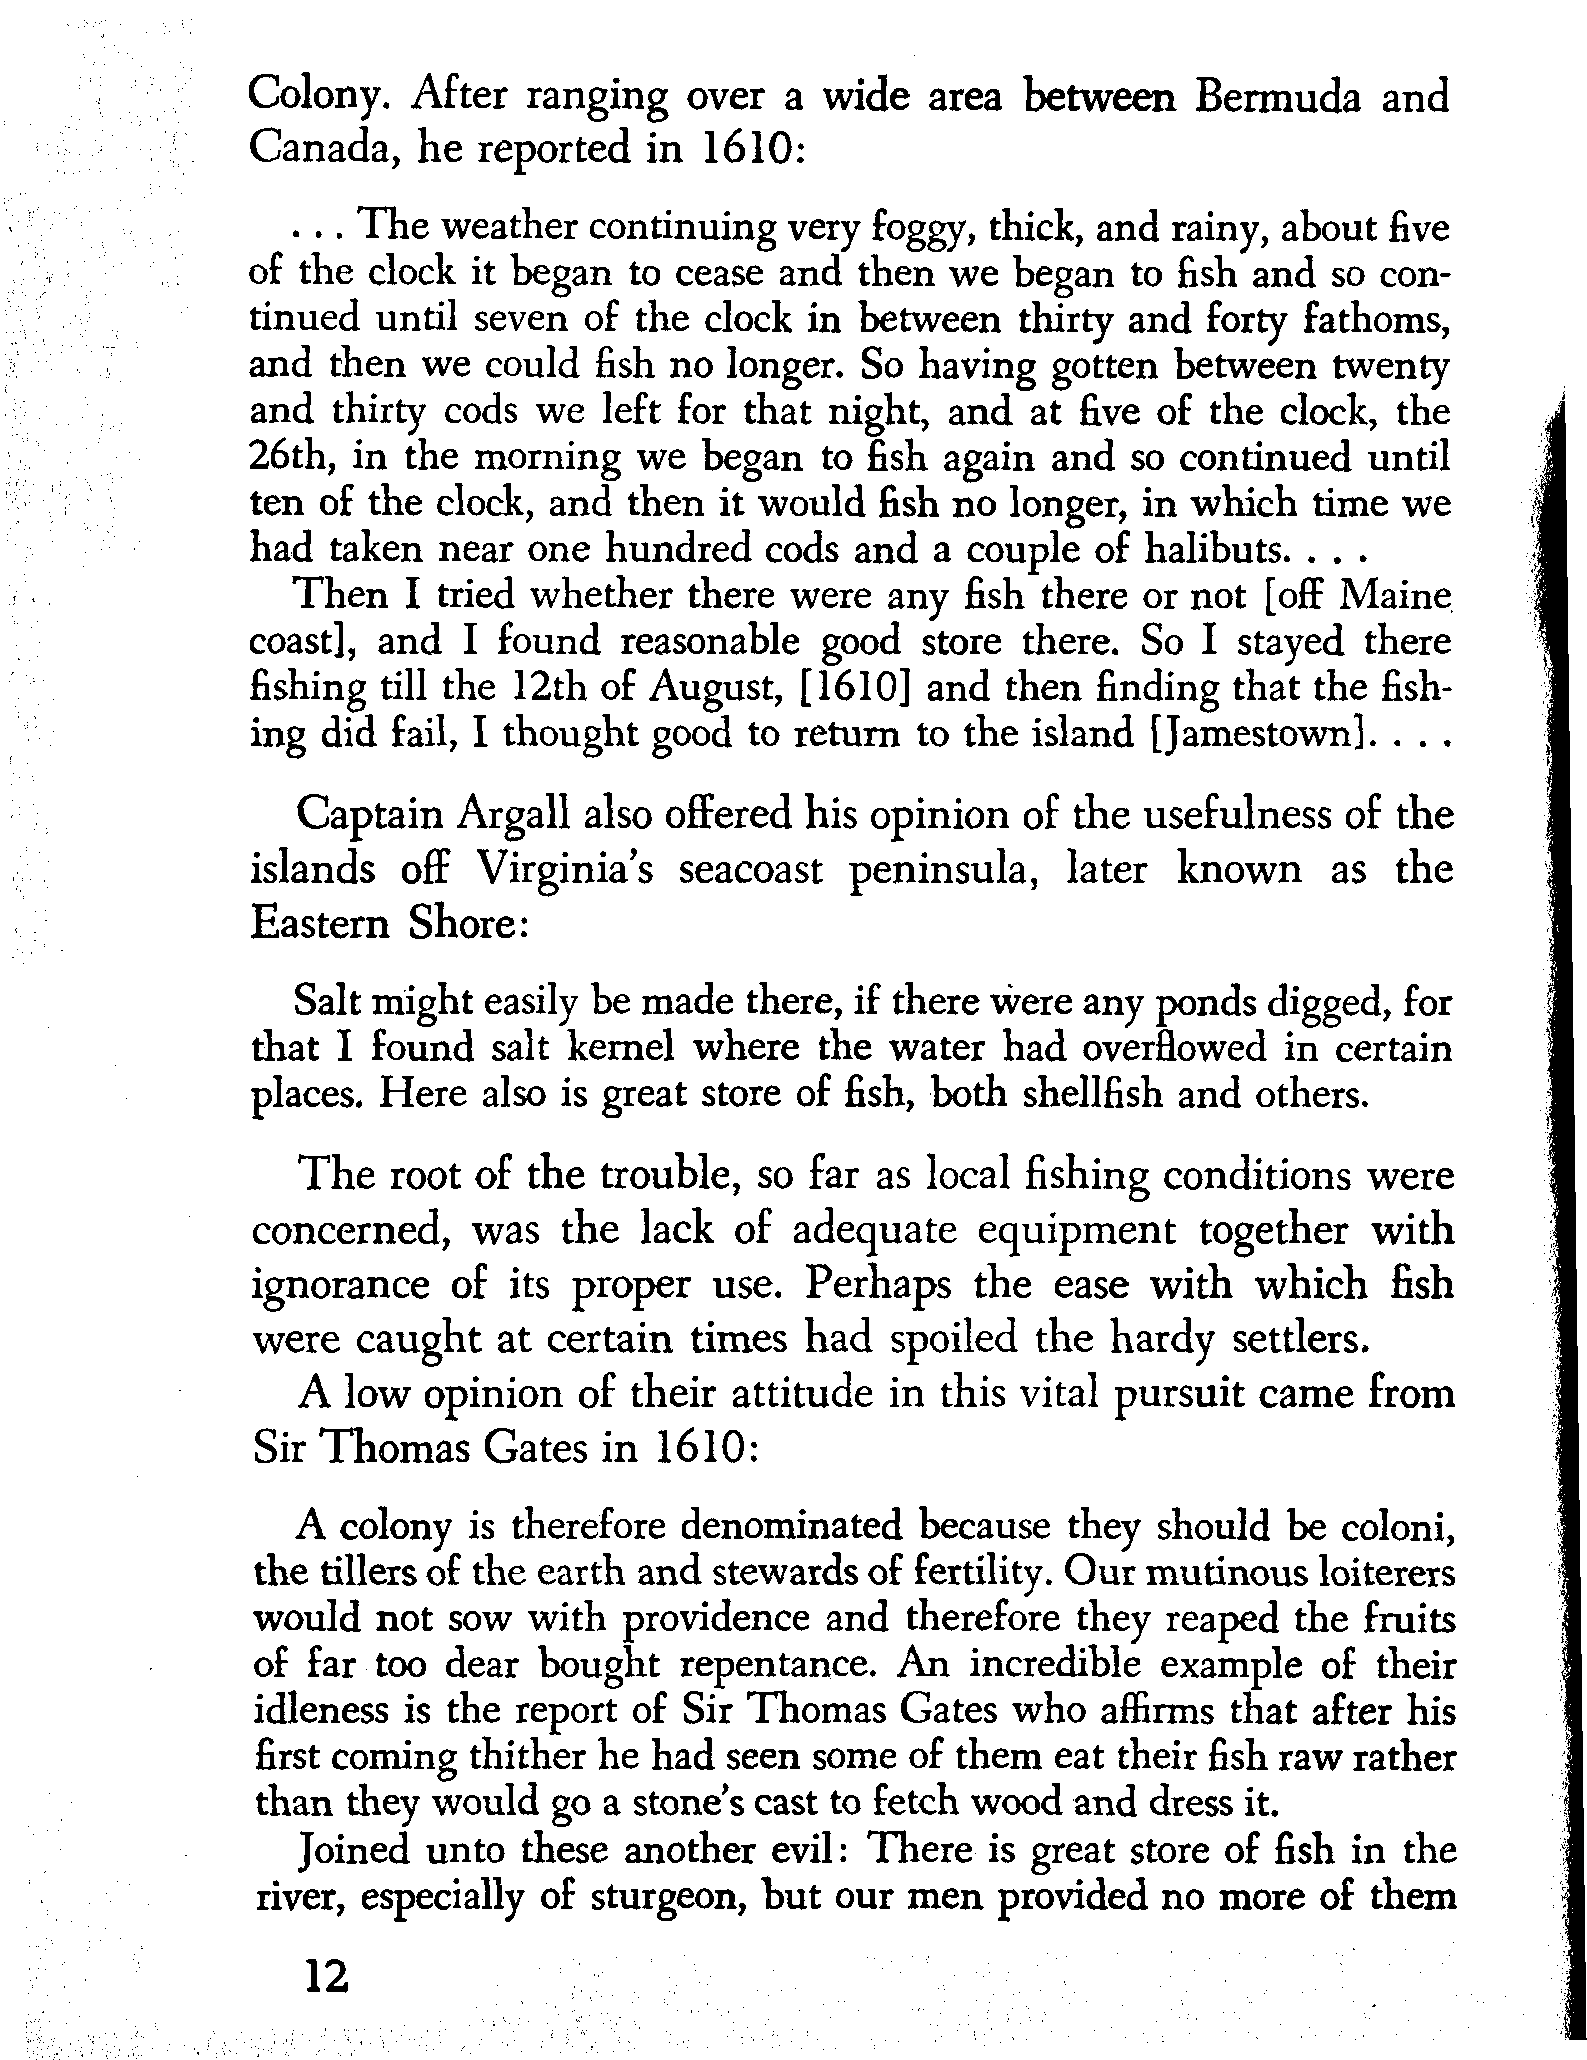 Colony. After ranging over a wide area between Bermuda and
Canada, he reported in 1610:
. . . The weather continuing very foggy, thick, and rainy, about five
of the clock it began to cease and then we began to fish and so con-
tinued until seven of the clock in between thirty and forty fathoms,
and then we could fish no longer. So having gotten between twenty
and thirty cods we left for that night, and at five of the clock, the
26th, in the morning we began to fish again and so continued until
ten of the clock, and then it would fish no longer, in which time we
had taken near one hundred cods and a couple of halibuts. . . .
Then I tried whether there were any fish there or not [off Maine
coast], and I found reasonable good store there. So I stayed there
fishing till the 12th of August, [1610] and then finding that the fish-
ing did fail, I thought good to return to the island [Jamestown]. . . .
Captain Argall also offered his opinion of the usefulness of the
islands off Virginia's seacoast peninsula, later known as the
Eastern Shore:
Salt might easily be made there, if there were any ponds digged, for
that I found salt kernel where the water had overflowed in certain
places. Here also is great store of fish, both shellfish and others.
The root of the trouble, so far as local fishing conditions were
concerned, was the lack of adequate equipment together with
ignorance of its proper use. Perhaps the ease with which fish
were caught at certain times had spoiled the hardy settlers.
A low opinion of their attitude in this vital pursuit came from
Sir Thomas Gates in 1610:
A colony is therefore denominated because they should be coloni,
the tillers of the earth and stewards of fertility. Our mutinous loiterers
would not sow with providence and therefore they reaped the fruits
of far too dear bought repentance. An incredible example of their
idleness is the report of Sir Thomas Gates who affirms that after his
first coming thither he had seen some of them eat their fish raw rather
than they would go a stone's cast to fetch wood and dress it.
Joined unto these another evil: There is great store of fish in the
river, especially of sturgeon, but our men provided no more of them
12